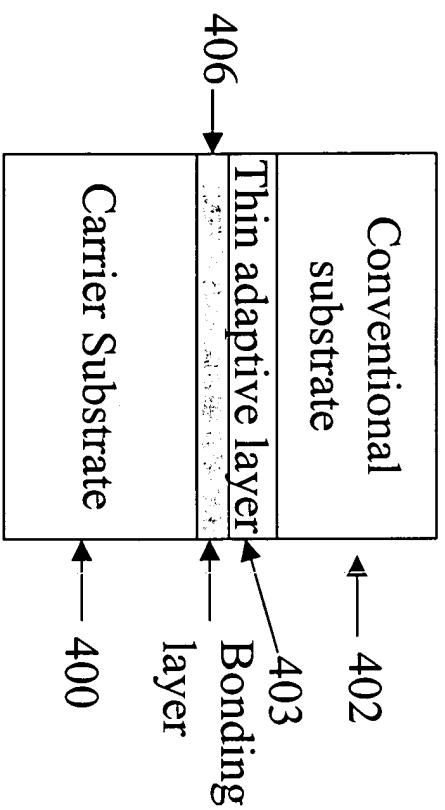 Conventional
substrate
402
Thin adaptive layer
403
406
Bonding
layer
Carrier Substrate
400